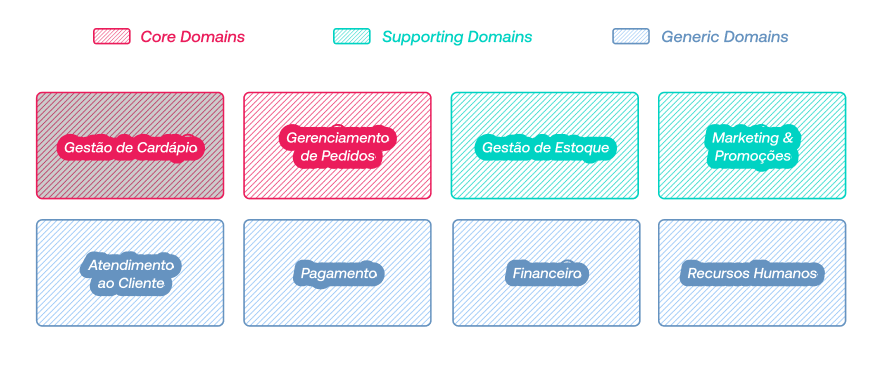 Core Domains
Supporting Domains
Generic Domains
Gestão de Cardápio
Gerenciamento
de Pedidos
Gestão de Estoque
Marketing &
Promoções
Atendimento
ao Cliente
Pagamento
Financeiro
Recursos Humanos